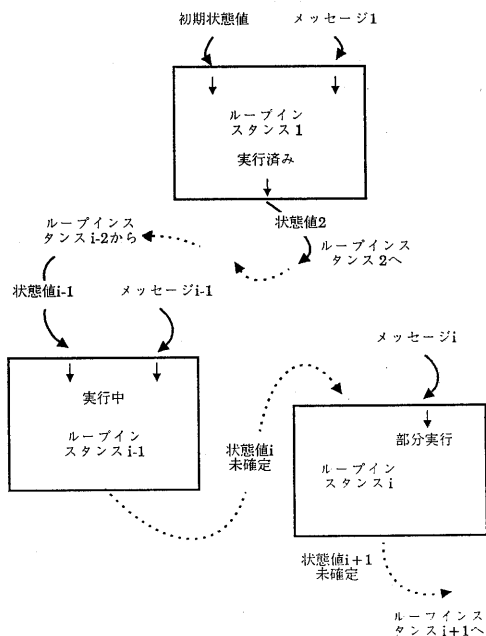 初期状態値
メッセージ1
ループイン
スタンス1
実行済み
状態値2
ループインス
タンス2へ
ループインス
タンスi-2から
状態値i-1
メッセージi-1
実行中
ループイン
スタンスi-1
状態値i
未確定
メッセージi
部分実行
ループイン
スタンスi
状態値i+1
未確定
ループインス
タンスi+1へ